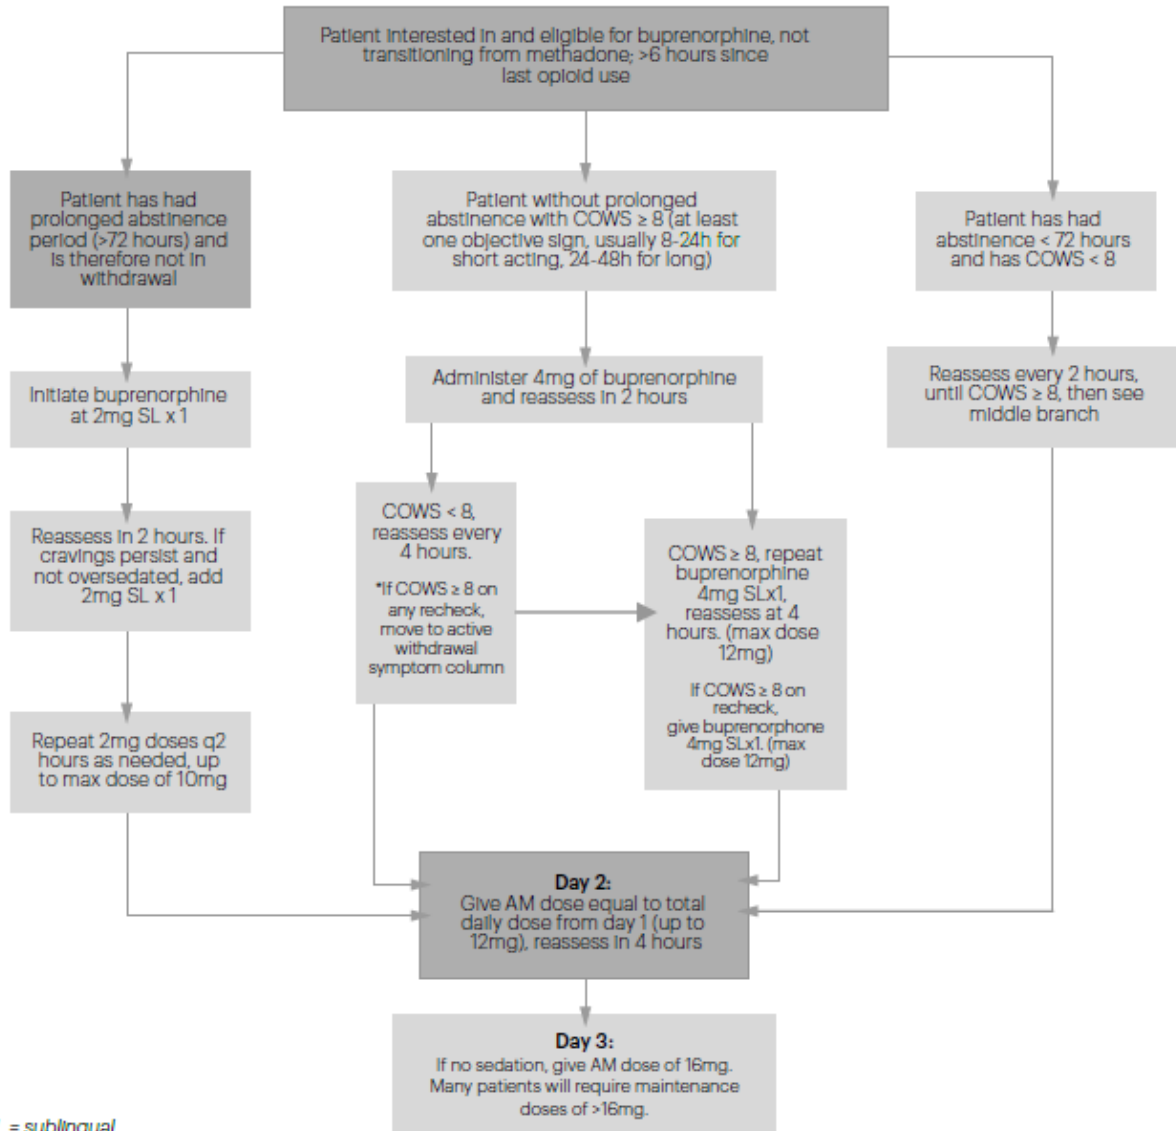 Patient interested in and eligible for buprenorphine, not
transitioning from methadone; >6 hours since
last opioid use
Patient has had
prolonged abstinence
period (>72 hours) and
is therefore not in
withdrawal
Initiate buprenorphine
at 2mg SL x 1
Reassess in 2 hours. If
cravings persist and
not oversedated, add
2mg SL x 1
Repeat 2mg doses q2
hours as needed, up
to max dose of 10mg
Patient without prolonged
abstinence with COWS ≥ 8 (at least
one objective sign, usually 8-24h for
short acting, 24-48h for long)
Administer 4mg of buprenorphine
and reassess in 2 hours
COWS < 8,
reassess every
4 hours.
*If COWS ≥ 8 on
any recheck,
move to active
withdrawal
symptom column
COWS ≥ 8, repeat
buprenorphine
4mg SLx1,
reassess at 4
hours. (max dose
12mg)
If COWS ≥ 8 on
recheck,
give buprenorphone
4mg SLx1. (max
dose 12mg)
Patient has had
abstinence < 72 hours
and has COWS < 8
Reassess every 2 hours,
until COWS ≥ 8, then see
middle branch
Day 2:
Give AM dose equal to total
daily dose from day 1 (up to
12mg), reassess in 4 hours
Day 3:
If no sedation, give AM dose of 16mg.
Many patients will require maintenance
doses of >16mg.
= sublingual